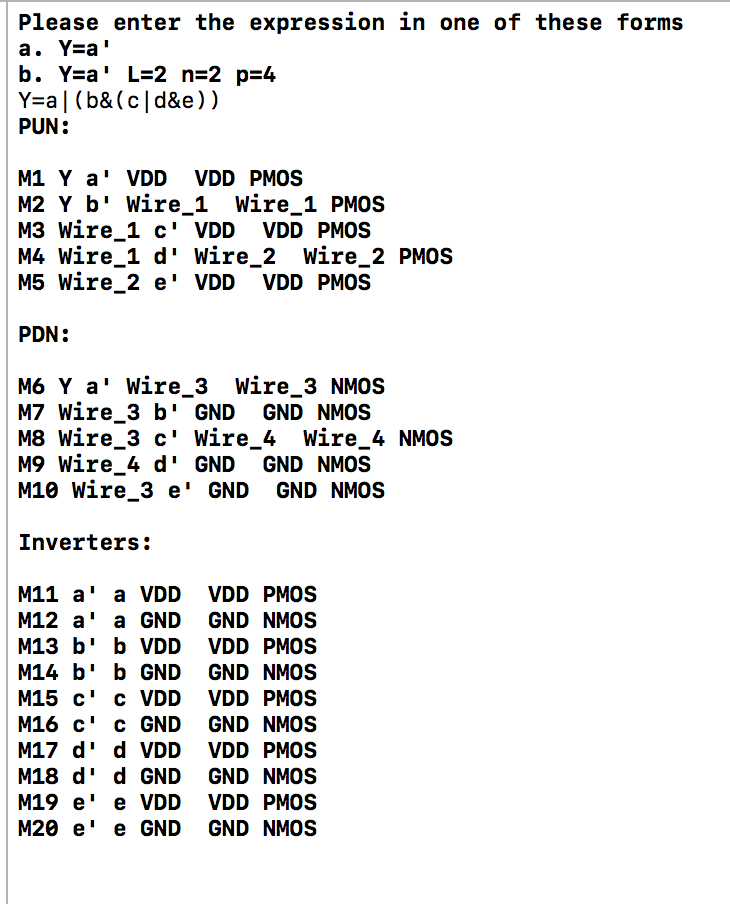 Please enter the expression in one of these forms
a. Y=a'
b. Y=a' L=2 n=2 p=4
Y=a|(b&(c|d&e))
PUN:
M1 Y a' VDD  VDD PMOS
M2 Y b' Wire_1  Wire_1 PMOS
M3 Wire_1 c' VDD  VDD PMOS
M4 Wire_1 d' Wire_2  Wire_2 PMOS
M5 Wire_2 e' VDD  VDD PMOS
PDN:
M6 Y a' Wire_3  Wire_3 NMOS
M7 Wire_3 b' GND  GND NMOS
M8 Wire_3 c' Wire_4  Wire_4 NMOS
M9 Wire_4 d' GND  GND NMOS
M10 Wire_3 e' GND  GND NMOS
Inverters:
M11 a' a VDD  VDD PMOS
M12 a' a GND  GND NMOS
M13 b' b VDD  VDD PMOS
M14 b' b GND  GND NMOS
M15 c' c VDD  VDD PMOS
M16 c' c GND  GND NMOS
M17 d' d VDD  VDD PMOS
M18 d' d GND  GND NMOS
M19 e' e VDD  VDD PMOS
M20 e' e GND  GND NMOS